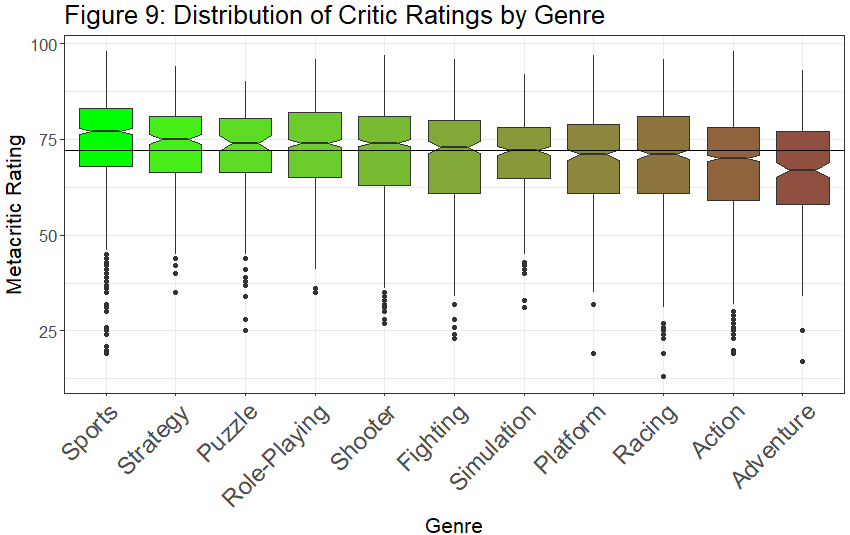 Figure 9: Distribution of Critic Ratings by Genre
Metacritic Rating
100
75
50
25
Sports
Strategy
Puzzle
Role-Playing
Shooter
Fighting
Simulation
Platform
Racing
Action
Adventure
Genre